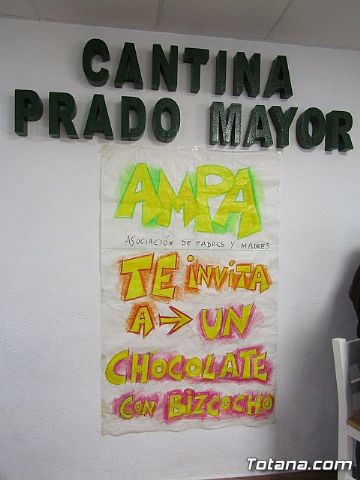 CANTINA
PRADO MAYOR
AMPA
ASOCIACIÓN DE PADRES Y MADRES
TE invitA
A → UN
CHOCOLATE
CON BIZCOCHO
Totana.com